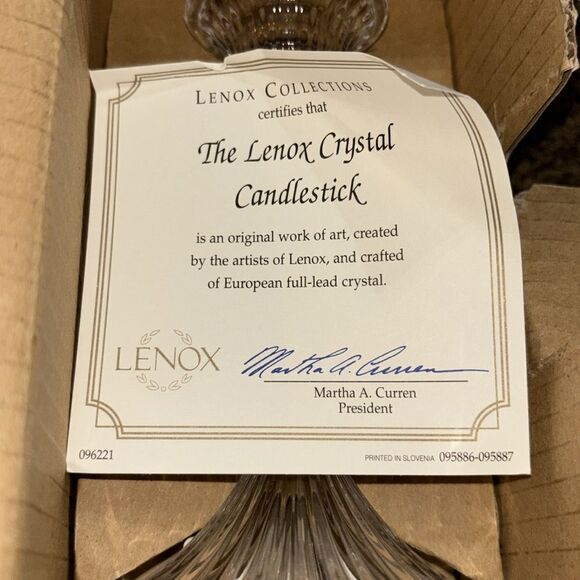 LENOX COLLECTIONS
certifies that
The Lenox Crystal
Candlestick
is an original work of art, created
by the artists of Lenox, and crafted
of European full-lead crystal.
LENOX
Martha A. Curren
Martha A. Curren
President
096221
PRINTED IN SLOVENIA 095886-095887